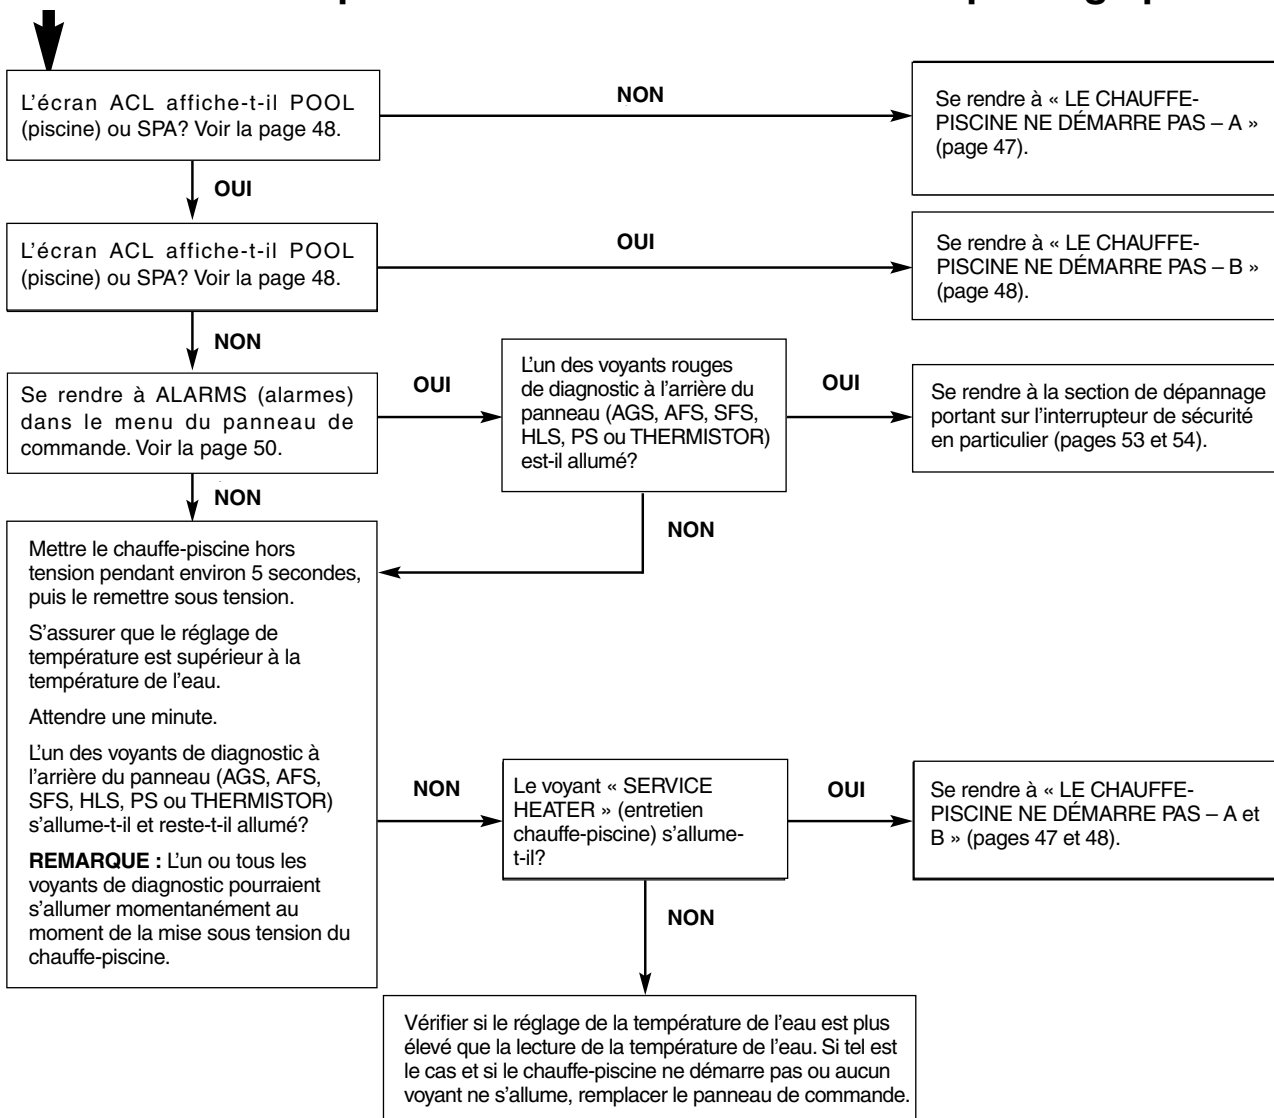 L'écran ACL affiche-t-il POOL
(piscine) ou SPA? Voir la page 48.
NON
Se rendre à « LE CHAUFFE-
PISCINE NE DÉMARRE PAS – A »
(page 47).
OUI
L'écran ACL affiche-t-il POOL
(piscine) ou SPA? Voir la page 48.
OUI
Se rendre à « LE CHAUFFE-
PISCINE NE DÉMARRE PAS – B »
(page 48).
NON
Se rendre à ALARMS (alarmes)
dans le menu du panneau de
commande. Voir la page 50.
OUI
L'un des voyants rouges
de diagnostic à l'arrière du
panneau (AGS, AFS, SFS,
HLS, PS ou THERMISTOR)
est-il allumé?
OUI
Se rendre à la section de dépannage
portant sur l'interrupteur de sécurité
en particulier (pages 53 et 54).
NON
NON
Mettre le chauffe-piscine hors
tension pendant environ 5 secondes,
puis le remettre sous tension.
S'assurer que le réglage de
température est supérieur à la
température de l'eau.
Attendre une minute.
L'un des voyants de diagnostic à
l'arrière du panneau (AGS, AFS,
SFS, HLS, PS ou THERMISTOR)
s'allume-t-il et reste-t-il allumé?
REMARQUE : L'un ou tous les
voyants de diagnostic pourraient
s'allumer momentanément au
moment de la mise sous tension du
chauffe-piscine.
NON
Le voyant « SERVICE
HEATER » (entretien
chauffe-piscine) s'allume-
t-il?
OUI
Se rendre à « LE CHAUFFE-
PISCINE NE DÉMARRE PAS – A et
B » (pages 47 et 48).
NON
Vérifier si le réglage de la température de l'eau est plus
élevé que la lecture de la température de l'eau. Si tel est
le cas et si le chauffe-piscine ne démarre pas ou aucun
voyant ne s'allume, remplacer le panneau de commande.